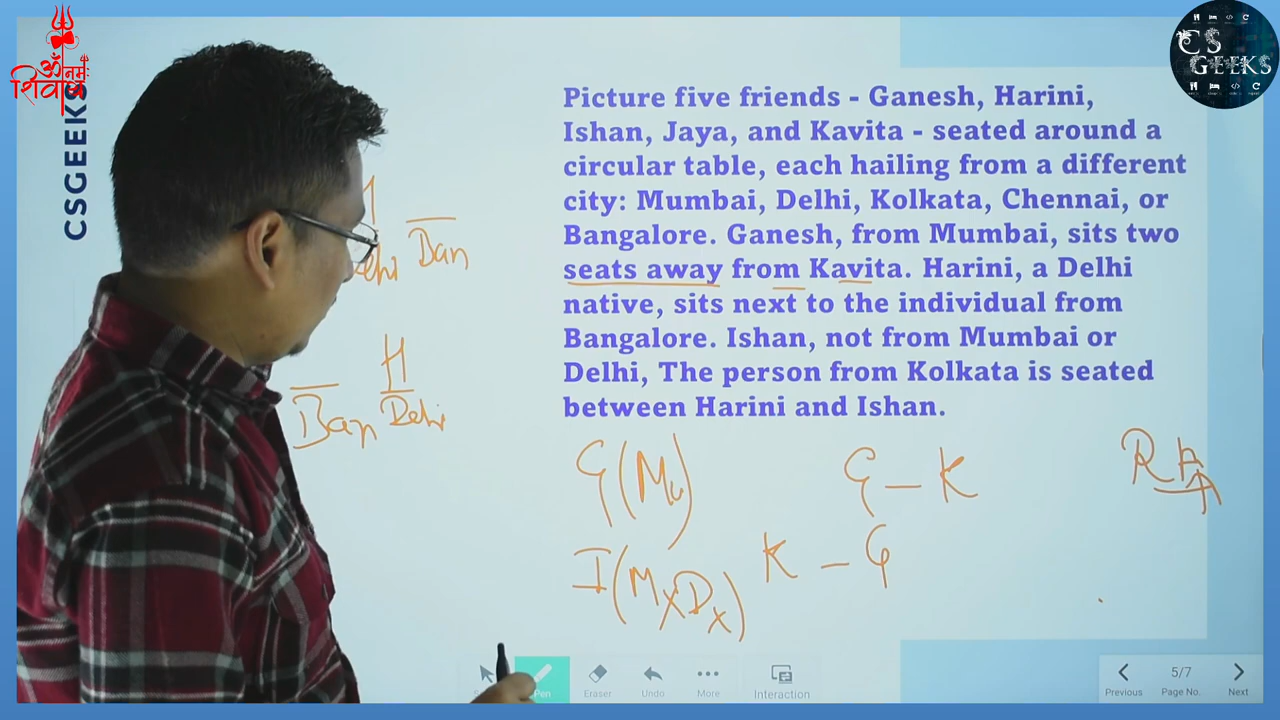 ॐ नमः
शिवाय
CS
GEEKS
CSGEEKS
Picture five friends - Ganesh, Harini,
Ishan, Jaya, and Kavita - seated around a
circular table, each hailing from a different
city: Mumbai, Delhi, Kolkata, Chennai, or
Bangalore. Ganesh, from Mumbai, sits two
seats away from Kavita. Harini, a Delhi
native, sits next to the individual from
Bangalore. Ishan, not from Mumbai or
Delhi, The person from Kolkata is seated
between Harini and Ishan.
Ban
H
Ban Delhi
G(Mu) G – K
I(MxDx) K – G
Pen Eraser Undo More Interaction
Previous 5/7 Page No. Next